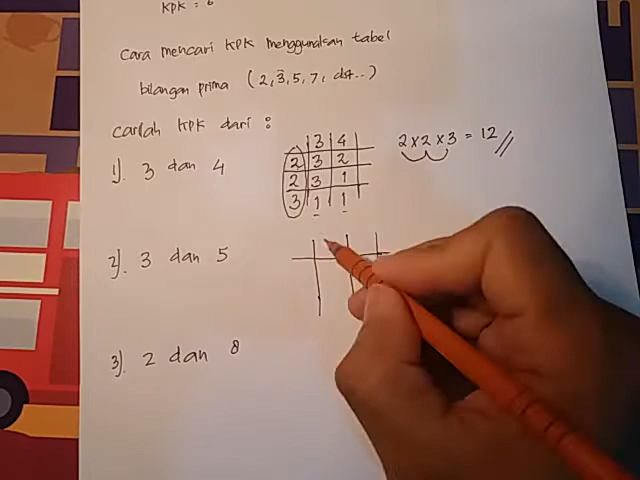 KPK = 6
Cara mencari KPK menggunakan tabel
bilangan prima (2, 3, 5, 7, dst..)
Carilah KPK dari :
1). 3 dan 4
3 4
2 3 2
2 3 1
3 1 1
2 x 2 x 3 = 12 //
2). 3 dan 5
3). 2 dan 8